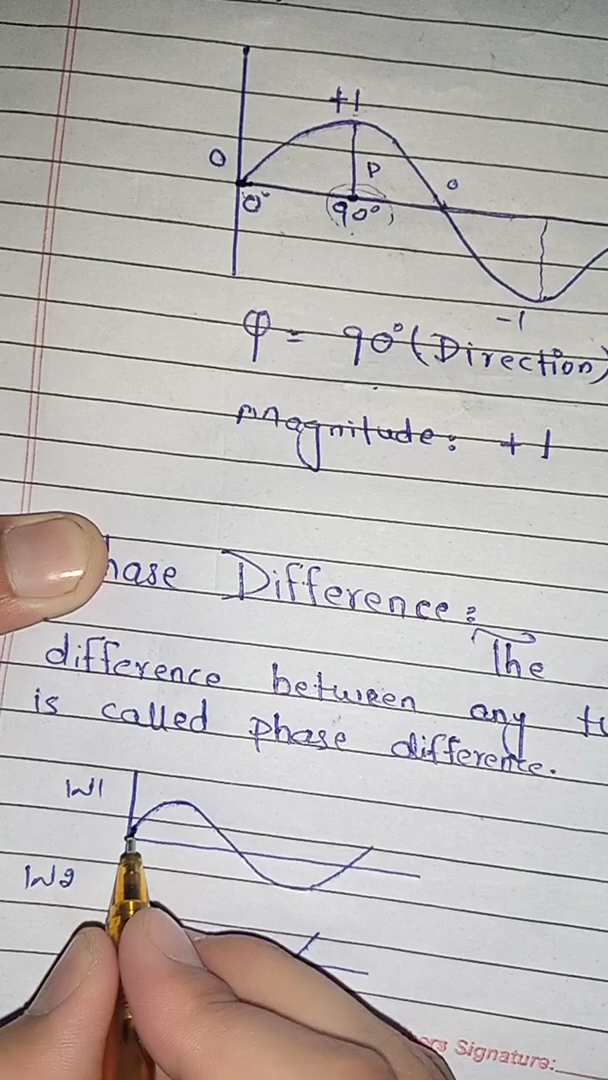 +1
0
P
0
0°
(90°)
-1
φ = 90° (Direction)
Magnitude: +1
hase Difference:
The
difference between any
is called phase difference.
W1
W2
ors Signature: